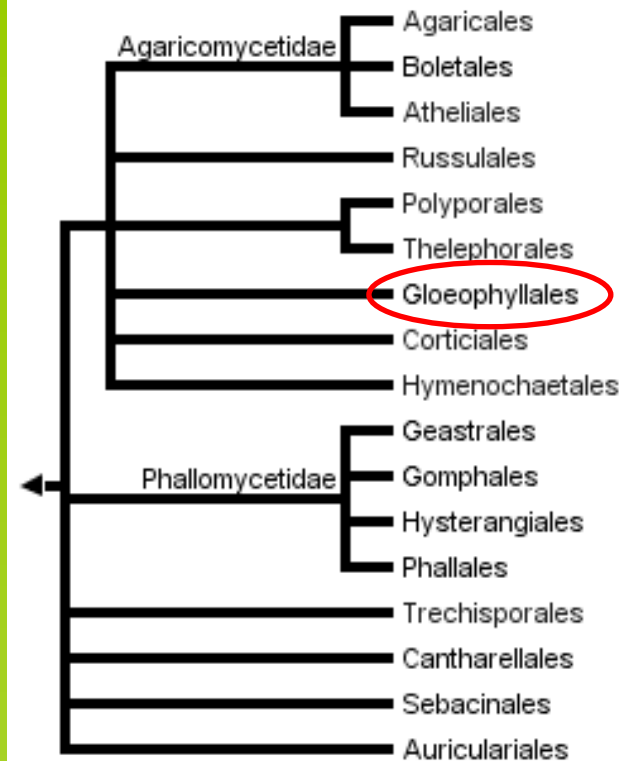 Agaricales
Agaricomycetidae
Boletales
Atheliales
Russulales
Polyporales
Thelephorales
Gloeophyllales
Corticiales
Hymenochaetales
Geastrales
Phallomycetidae
Gomphales
Hysterangiales
Phallales
Trechisporales
Cantharellales
Sebacinales
Auriculariales